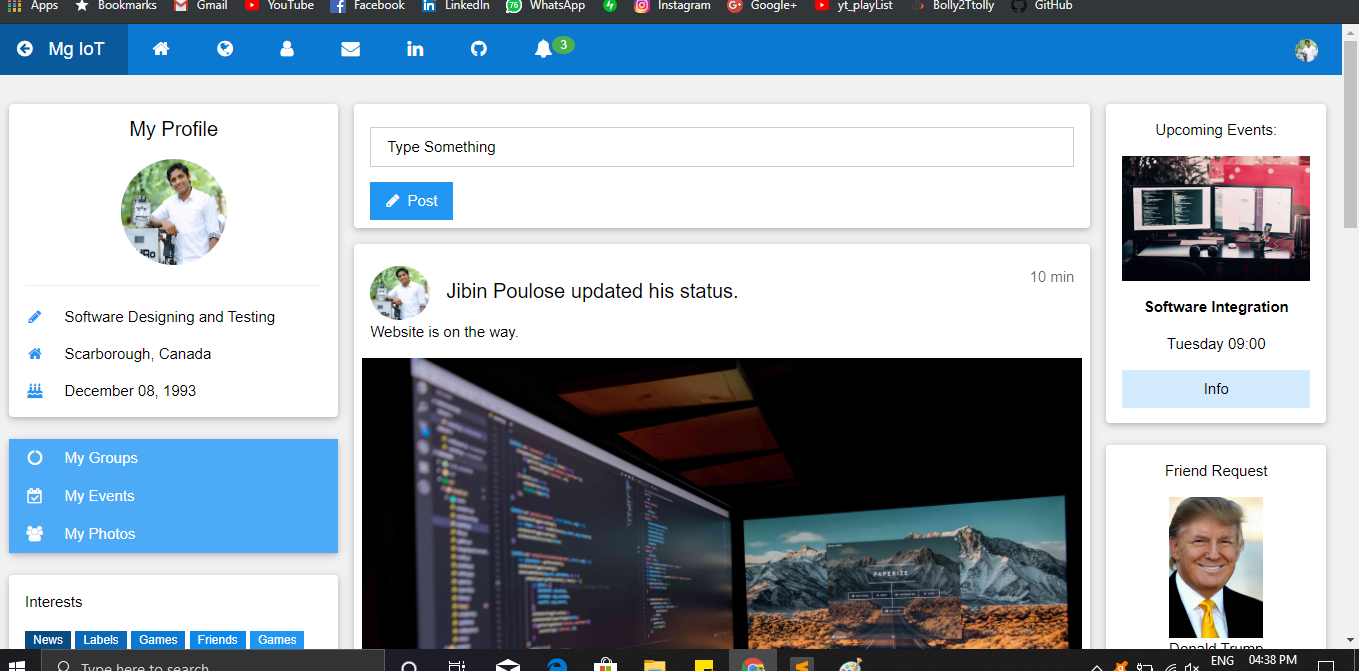 Apps Bookmarks Gmail YouTube Facebook LinkedIn 76 WhatsApp Instagram Google+ yt_playList Bolly2Ttolly GitHub
Mg IoT 3
My Profile
Software Designing and Testing
Scarborough, Canada
December 08, 1993
My Groups
My Events
My Photos
Interests
News Labels Games Friends Games
Type Something
Post
Jibin Poulose updated his status. 10 min
Website is on the way.
PAPERIZE
Upcoming Events:
Software Integration
Tuesday 09:00
Info
Friend Request
Donald Trump
Type here to search
ENG 04:38 PM